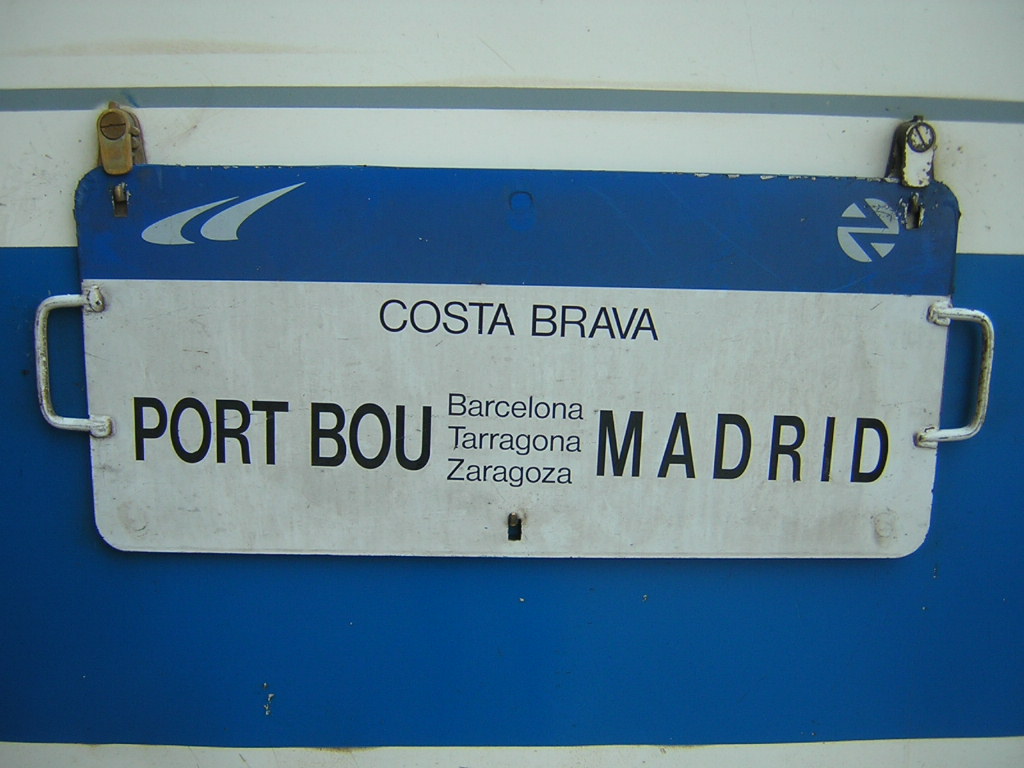 COSTA BRAVA
PORT BOU
Barcelona
Tarragona
Zaragoza
MADRID